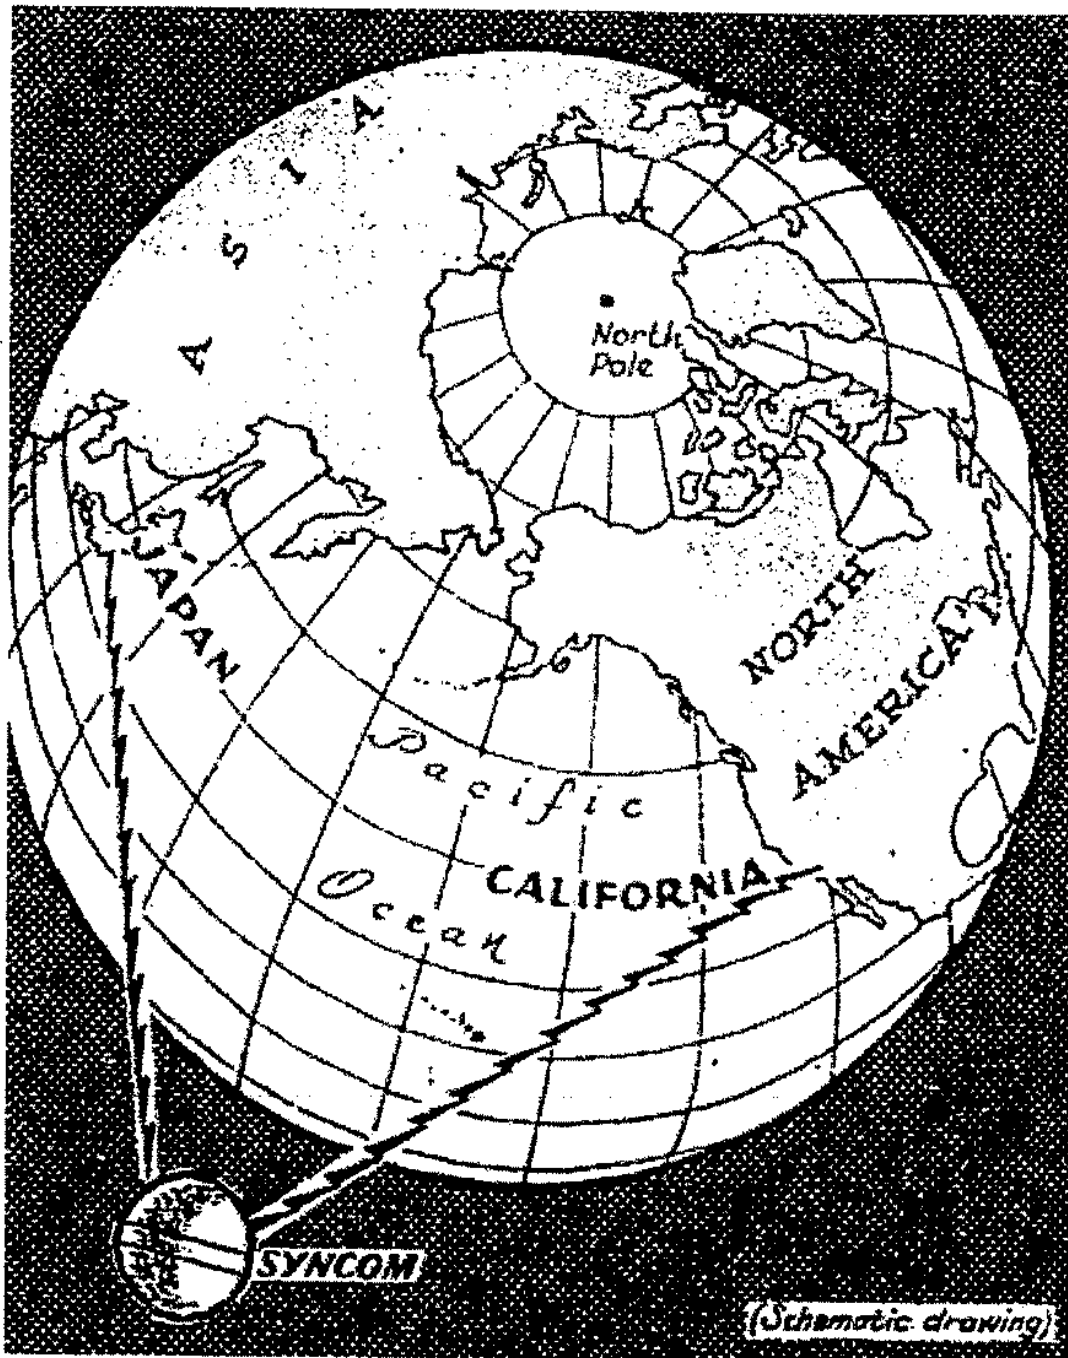 ASIA
North
Pole
JAPAN
NORTH
AMERICA
Pacific
Ocean
CALIFORNIA
SYNCOM
(Schematic drawing)